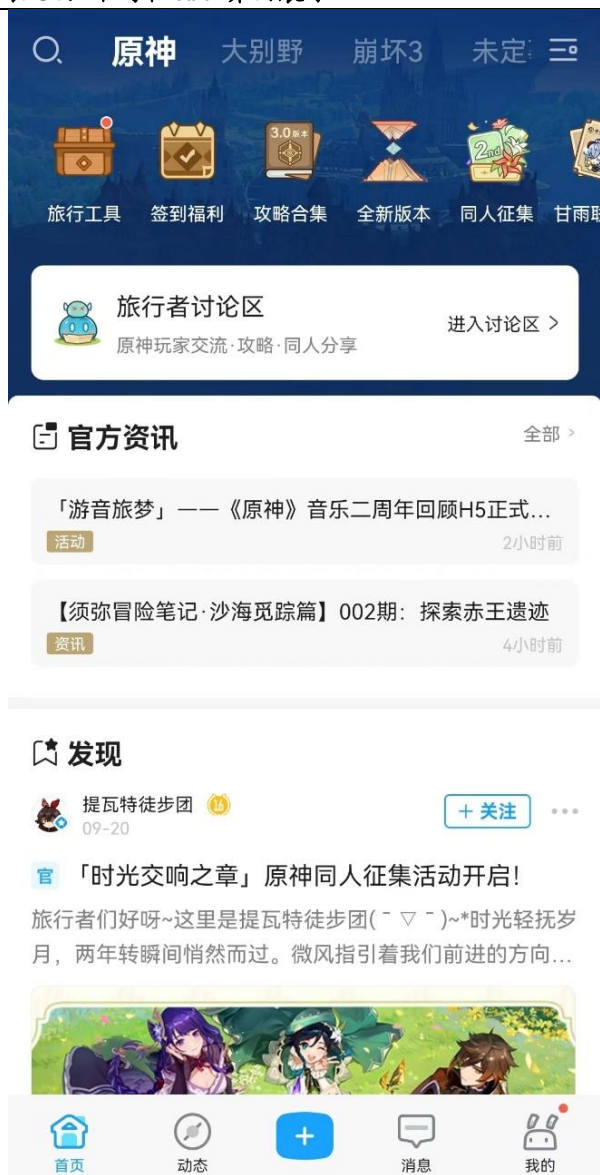 原神 大别野 崩坏3 未定
3.0版本
2nd
旅行工具 签到福利 攻略合集 全新版本 同人征集 甘雨
旅行者讨论区
进入讨论区 >
原神玩家交流·攻略·同人分享
官方资讯
全部 >
「游音旅梦」——《原神》音乐二周年回顾H5正式...
活动
2小时前
【须弥冒险笔记·沙海觅踪篇】002期：探索赤王遗迹
资讯
4小时前
发现
提瓦特徒步团 16
+ 关注
09-20
官 「时光交响之章」原神同人征集活动开启！
旅行者们好呀~这里是提瓦特徒步团(ˉ▽ˉ)~*时光轻抚岁
月，两年转瞬间悄然而过。微风指引着我们前进的方向...
首页 动态 消息 我的